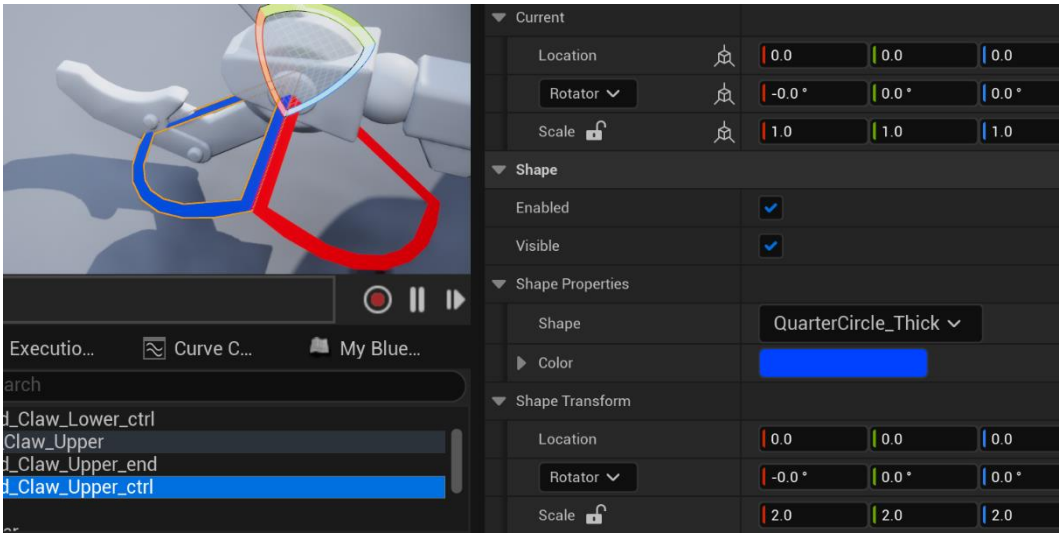 Current
Location 0.0 0.0 0.0
Rotator -0.0 ° 0.0 ° 0.0 °
Scale 1.0 1.0 1.0
Shape
Enabled
Visible
Shape Properties
Shape QuarterCircle_Thick
Color
Shape Transform
Location 0.0 0.0 0.0
Rotator -0.0 ° 0.0 ° 0.0 °
Scale 2.0 2.0 2.0
Executio... Curve C... My Blue...
arch
d_Claw_Lower_ctrl
_Claw_Upper
d_Claw_Upper_end
d_Claw_Upper_ctrl